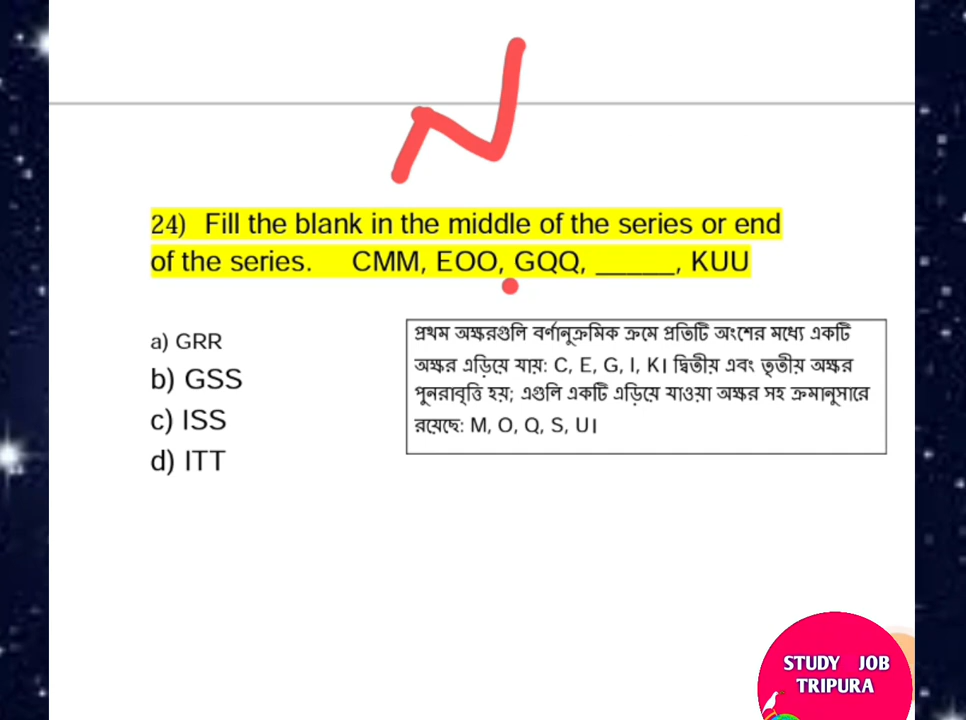 24) Fill the blank in the middle of the series or end
of the series. CMM, EOO, GQQ, _____, KUU
a) GRR
b) GSS
c) ISS
d) ITT
প্রথম অক্ষরগুলি বর্ণানুক্রমিক ক্রমে প্রতিটি অংশের মধ্যে একটি
অক্ষর এড়িয়ে যায়: C, E, G, I, K। দ্বিতীয় এবং তৃতীয় অক্ষর
পুনরাবৃত্তি হয়; এগুলি একটি এড়িয়ে যাওয়া অক্ষর সহ ক্রমানুসারে
রয়েছে: M, O, Q, S, U।
STUDY JOB
TRIPURA